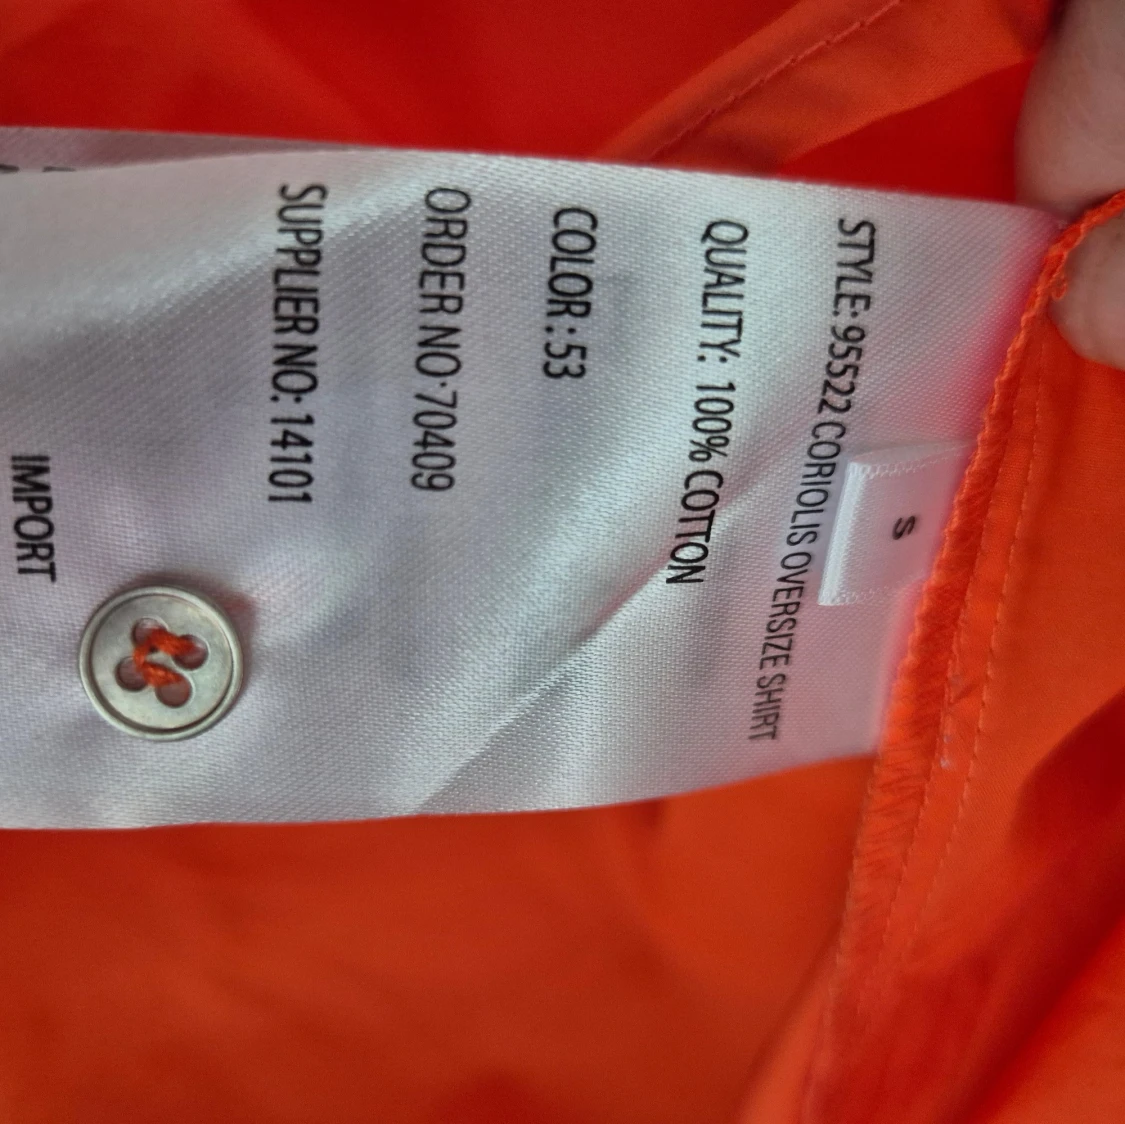 S
STYLE: 95522 CORIOLIS OVERSIZE SHIRT
QUALITY: 100% COTTON
COLOR : 53
ORDER NO: 70409
SUPPLIER NO: 14101
IMPORT